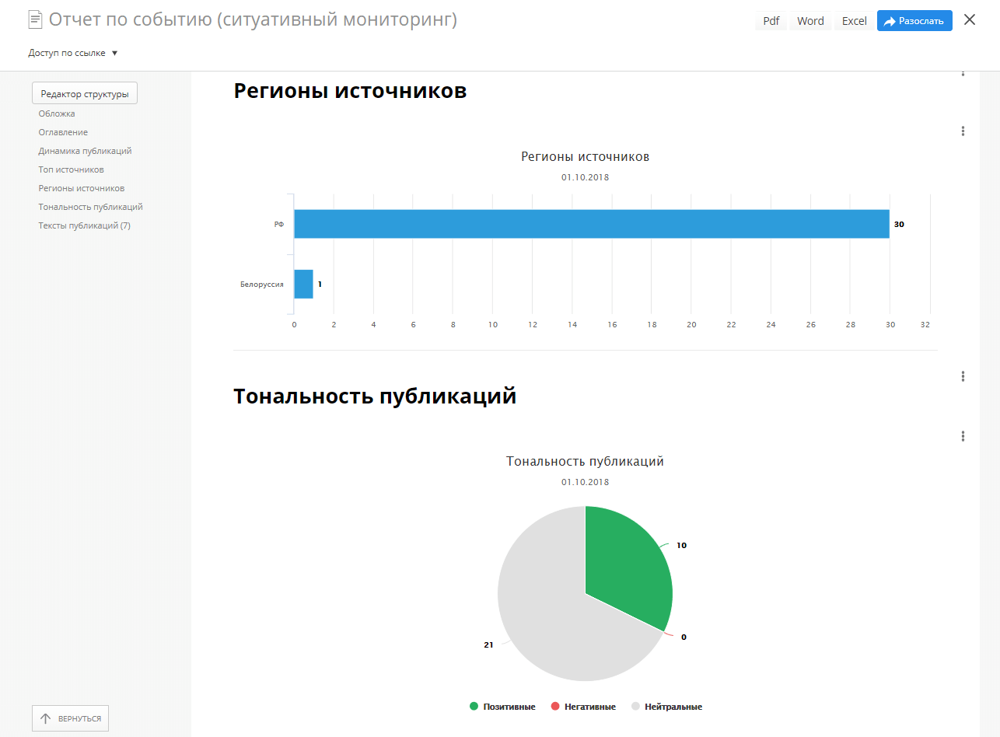 Отчет по событию (ситуативный мониторинг)
Pdf Word Excel Разослать
Доступ по ссылке
Редактор структуры
Обложка
Оглавление
Динамика публикаций
Топ источников
Регионы источников
Тональность публикаций
Тексты публикаций (7)
ВЕРНУТЬСЯ
Регионы источников
Регионы источников
01.10.2018
РФ 30
Белоруссия 1
0 2 4 6 8 10 12 14 16 18 20 22 24 26 28 30 32
Тональность публикаций
Тональность публикаций
01.10.2018
10
0
21
Позитивные Негативные Нейтральные